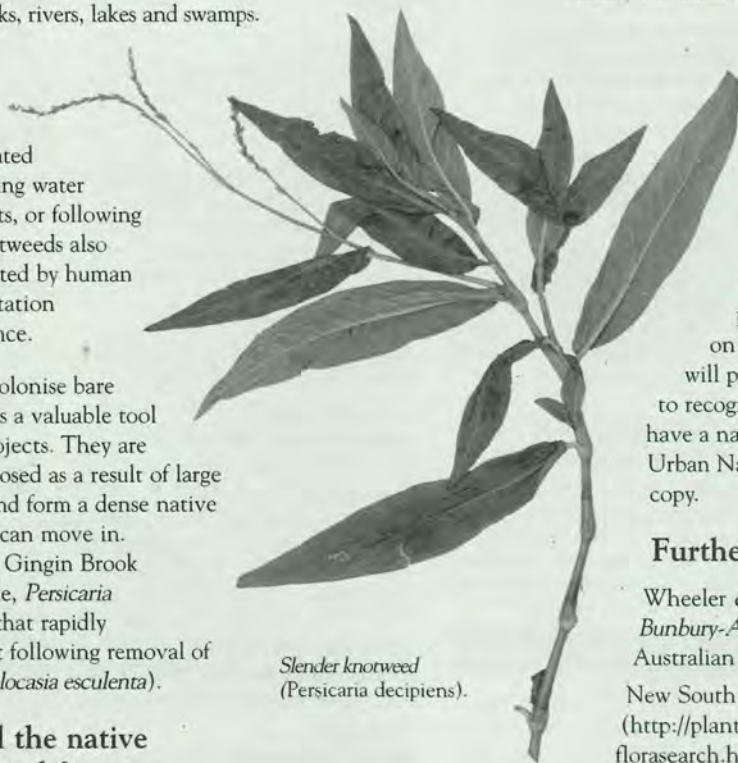 ks, rivers, lakes and swamps.
ing water
ts, or following
tweeds also
ted by human
tation
nce.
olonise bare
s a valuable tool
ojects. They are
osed as a result of large
nd form a dense native
can move in.
Gingin Brook
e, Persicaria
that rapidly
t following removal of
locasia esculenta).
l the native
Slender knotweed
(Persicaria decipiens).
on
will p
to recogn
have a na
Urban Na
copy.
Furthe
Wheeler e
Bunbury-A
Australian
New South
(http://plant
florasearch.h